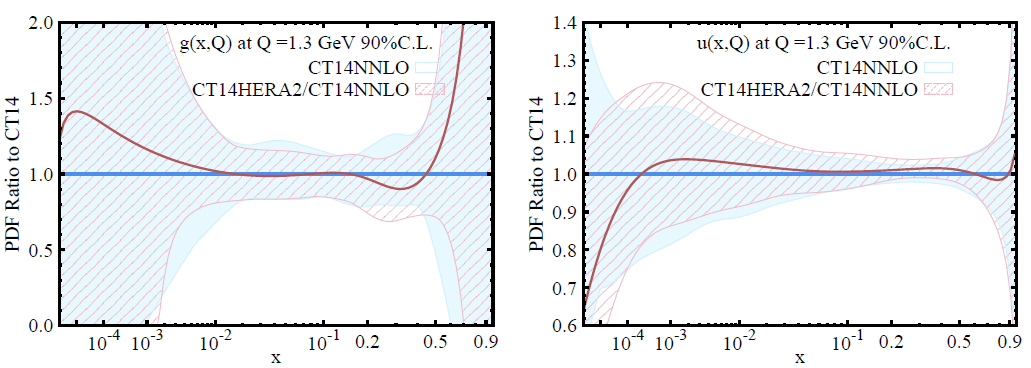 g(x,Q) at Q =1.3 GeV 90%C.L.
CT14NNLO
CT14HERA2/CT14NNLO
PDF Ratio to CT14
2.0
1.5
1.0
0.5
0.0
10⁻⁴ 10⁻³ 10⁻² 10⁻¹ 0.2 0.5 0.9
x
u(x,Q) at Q =1.3 GeV 90%C.L.
CT14NNLO
CT14HERA2/CT14NNLO
PDF Ratio to CT14
1.4
1.3
1.2
1.1
1.0
0.9
0.8
0.7
0.6
10⁻⁴ 10⁻³ 10⁻² 10⁻¹ 0.2 0.5 0.9
x